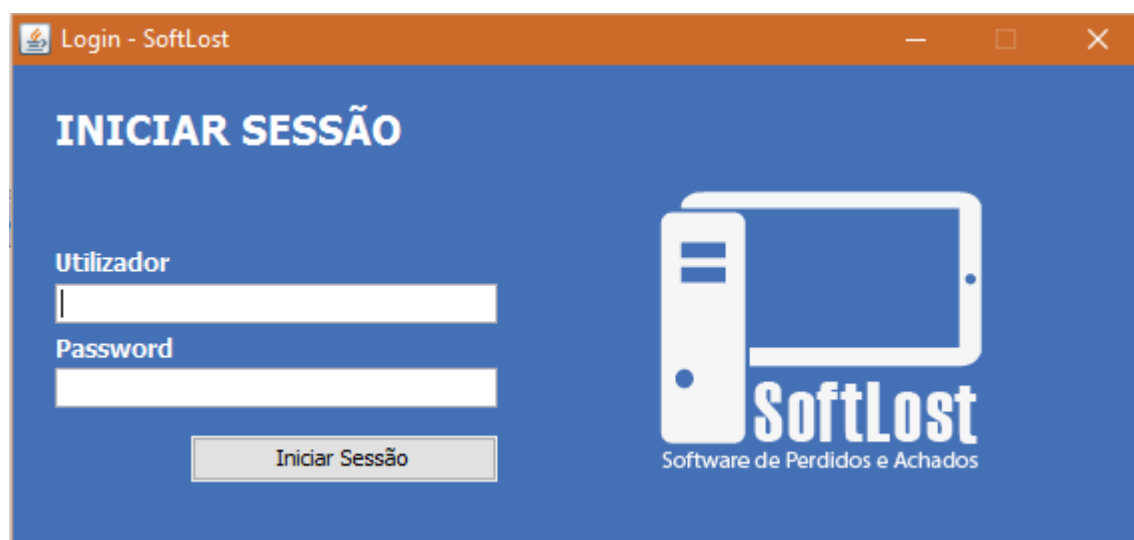 Login - SoftLost
INICIAR SESSÃO
Utilizador
Password
Iniciar Sessão
SoftLost
Software de Perdidos e Achados